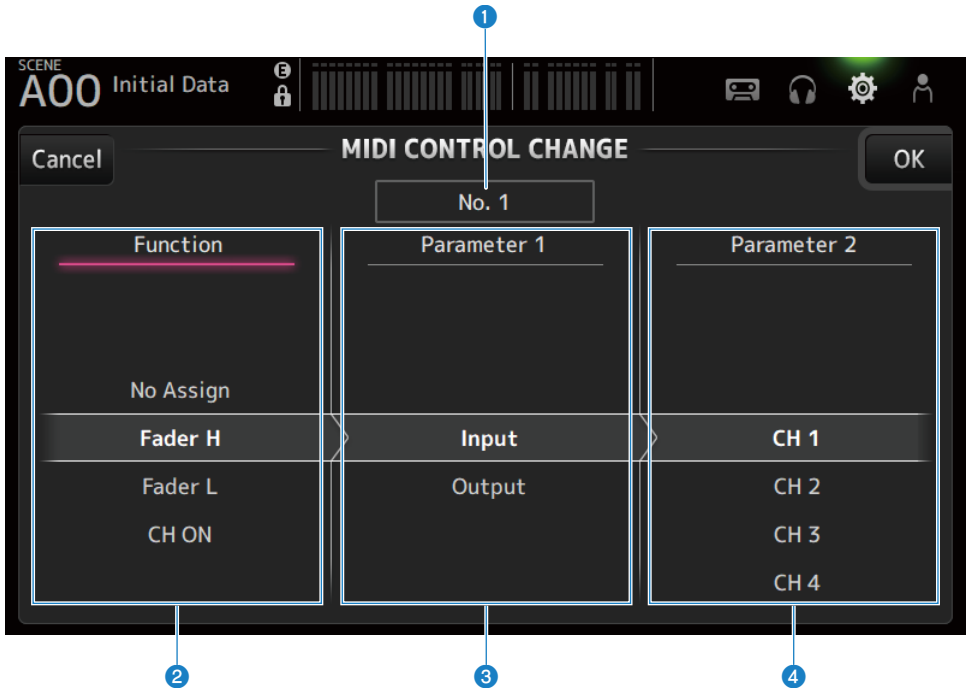 1
SCENE
A00 Initial Data E
Cancel MIDI CONTROL CHANGE OK
No. 1
Function Parameter 1 Parameter 2
No Assign
Fader H Input CH 1
Fader L Output CH 2
CH ON CH 3
CH 4
2 3 4